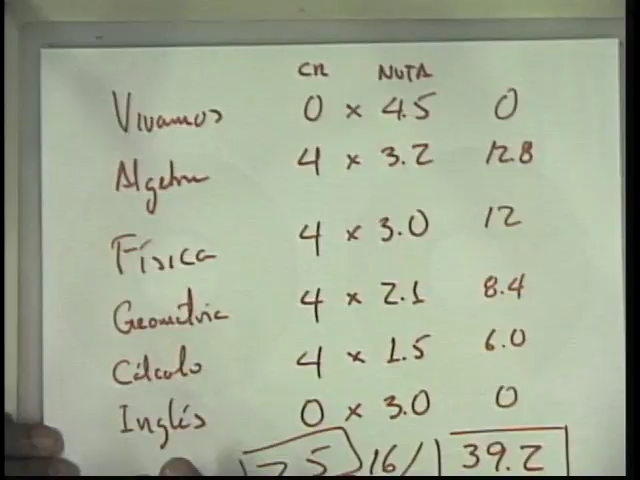 CR NOTA
Vivamos 0 x 4.5 0
Algebra 4 x 3.2 12.8
Física 4 x 3.0 12
Geometría 4 x 2.1 8.4
Cálculo 4 x 1.5 6.0
Inglés 0 x 3.0 0
16/ 39.2